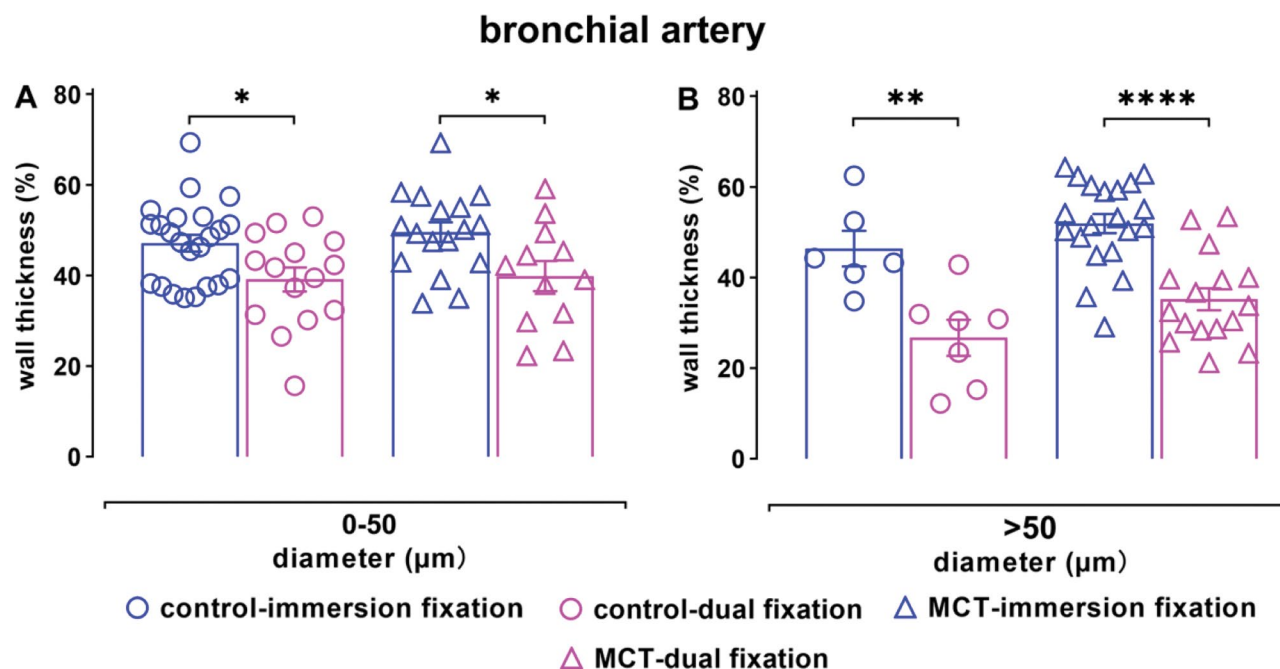 bronchial artery
A
*
*
wall thickness (%)
80
60
40
20
0
0-50
diameter (μm)
B
**
****
wall thickness (%)
80
60
40
20
0
>50
diameter (μm)
control-immersion fixation
control-dual fixation
MCT-immersion fixation
MCT-dual fixation